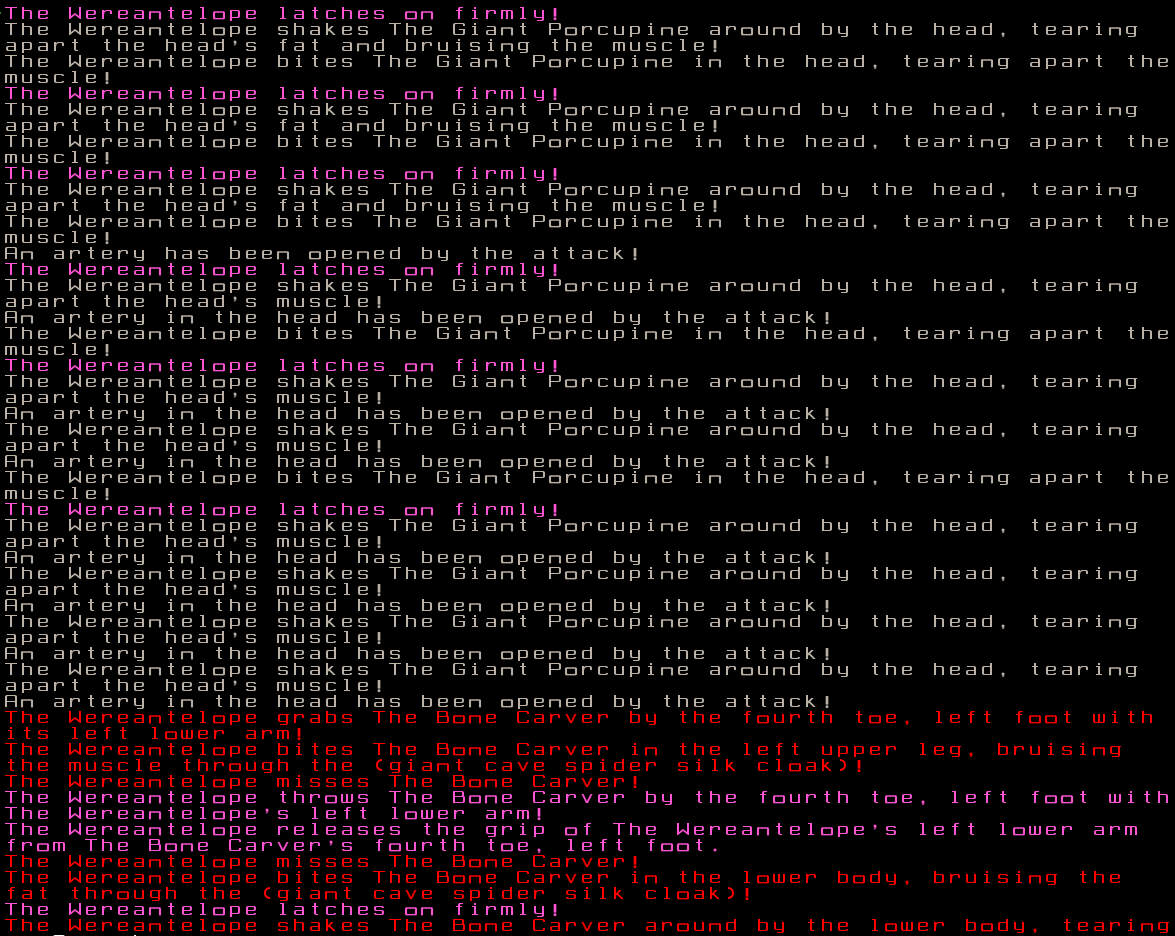 The Wereantelope latches on firmly!
The Wereantelope shakes The Giant Porcupine around by the head, tearing
apart the head's fat and bruising the muscle!
The Wereantelope bites The Giant Porcupine in the head, tearing apart the
muscle!
The Wereantelope latches on firmly!
The Wereantelope shakes The Giant Porcupine around by the head, tearing
apart the head's fat and bruising the muscle!
The Wereantelope bites The Giant Porcupine in the head, tearing apart the
muscle!
The Wereantelope latches on firmly!
The Wereantelope shakes The Giant Porcupine around by the head, tearing
apart the head's fat and bruising the muscle!
The Wereantelope bites The Giant Porcupine in the head, tearing apart the
muscle!
An artery has been opened by the attack!
The Wereantelope latches on firmly!
The Wereantelope shakes The Giant Porcupine around by the head, tearing
apart the head's muscle!
An artery in the head has been opened by the attack!
The Wereantelope bites The Giant Porcupine in the head, tearing apart the
muscle!
The Wereantelope latches on firmly!
The Wereantelope shakes The Giant Porcupine around by the head, tearing
apart the head's muscle!
An artery in the head has been opened by the attack!
The Wereantelope shakes The Giant Porcupine around by the head, tearing
apart the head's muscle!
An artery in the head has been opened by the attack!
The Wereantelope bites The Giant Porcupine in the head, tearing apart the
muscle!
The Wereantelope latches on firmly!
The Wereantelope shakes The Giant Porcupine around by the head, tearing
apart the head's muscle!
An artery in the head has been opened by the attack!
The Wereantelope shakes The Giant Porcupine around by the head, tearing
apart the head's muscle!
An artery in the head has been opened by the attack!
The Wereantelope shakes The Giant Porcupine around by the head, tearing
apart the head's muscle!
An artery in the head has been opened by the attack!
The Wereantelope shakes The Giant Porcupine around by the head, tearing
apart the head's muscle!
An artery in the head has been opened by the attack!
The Wereantelope grabs The Bone Carver by the fourth toe, left foot with
its left lower arm!
The Wereantelope bites The Bone Carver in the left upper leg, bruising
the muscle through the (giant cave spider silk cloak)!
The Wereantelope misses The Bone Carver!
The Wereantelope throws The Bone Carver by the fourth toe, left foot with
The Wereantelope's left lower arm!
The Wereantelope releases the grip of The Wereantelope's left lower arm
from The Bone Carver's fourth toe, left foot.
The Wereantelope misses The Bone Carver!
The Wereantelope bites The Bone Carver in the lower body, bruising the
fat through the (giant cave spider silk cloak)!
The Wereantelope latches on firmly!
The Wereantelope shakes The Bone Carver around by the lower body, tearing